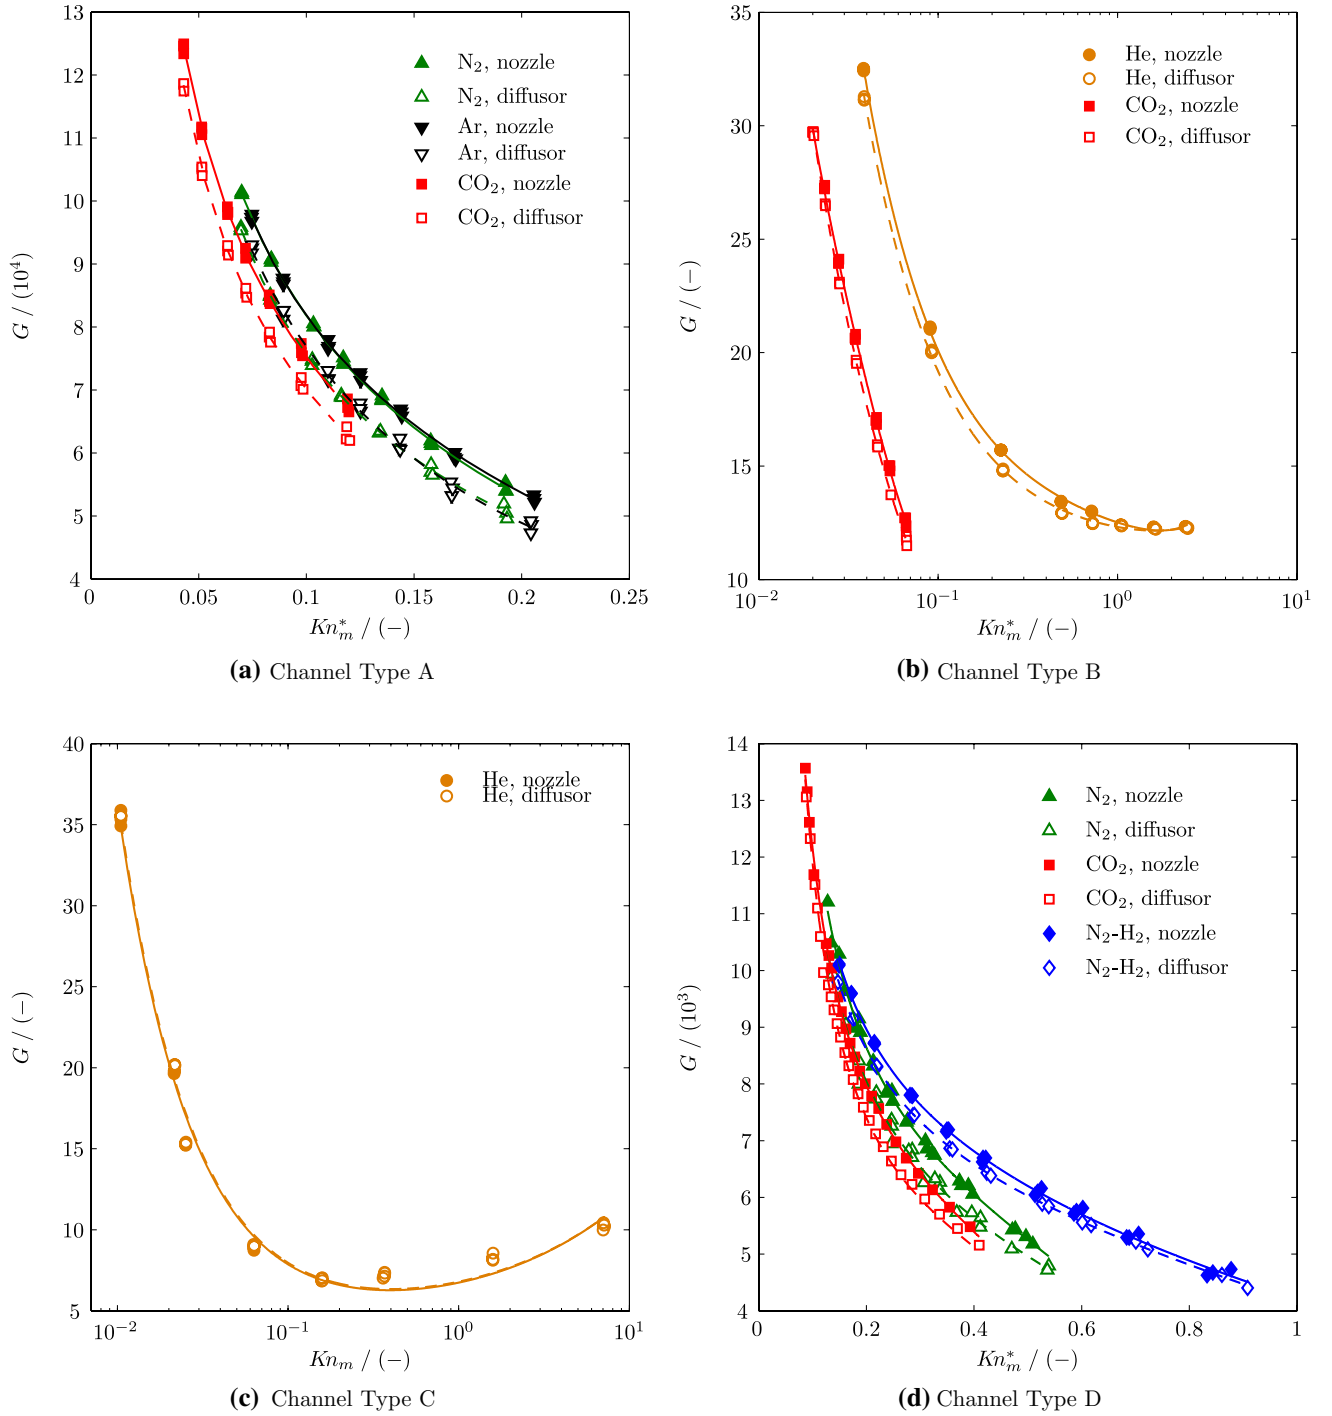 13
12
11
10
9
8
7
6
5
4
G / (10⁴)
N₂, nozzle
N₂, diffusor
Ar, nozzle
Ar, diffusor
CO₂, nozzle
CO₂, diffusor
0 0.05 0.1 0.15 0.2 0.25
Kn*ₘ / (−)
(a) Channel Type A
35
30
25
20
15
10
G / (−)
He, nozzle
He, diffusor
CO₂, nozzle
CO₂, diffusor
10⁻² 10⁻¹ 10⁰ 10¹
Kn*ₘ / (−)
(b) Channel Type B
40
35
30
25
20
15
10
5
G / (−)
He, nozzle
He, diffusor
10⁻² 10⁻¹ 10⁰ 10¹
Knₘ / (−)
(c) Channel Type C
14
13
12
11
10
9
8
7
6
5
4
G / (10³)
N₂, nozzle
N₂, diffusor
CO₂, nozzle
CO₂, diffusor
N₂-H₂, nozzle
N₂-H₂, diffusor
0 0.2 0.4 0.6 0.8 1
Kn*ₘ / (−)
(d) Channel Type D